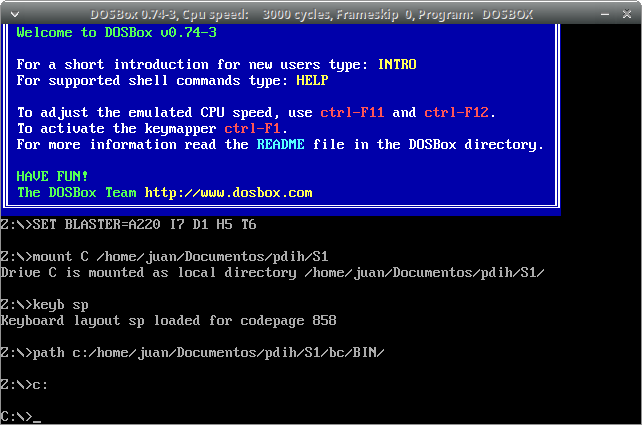 DOSBox 0.74-3, Cpu speed:    3000 cycles, Frameskip  0, Program:   DOSBOX
Welcome to DOSBox v0.74-3
For a short introduction for new users type: INTRO
For supported shell commands type: HELP
To adjust the emulated CPU speed, use ctrl-F11 and ctrl-F12.
To activate the keymapper ctrl-F1.
For more information read the README file in the DOSBox directory.
HAVE FUN!
The DOSBox Team http://www.dosbox.com
Z:\>SET BLASTER=A220 I7 D1 H5 T6
Z:\>mount C /home/juan/Documentos/pdih/S1
Drive C is mounted as local directory /home/juan/Documentos/pdih/S1/
Z:\>keyb sp
Keyboard layout sp loaded for codepage 858
Z:\>path c:/home/juan/Documentos/pdih/S1/bc/BIN/
Z:\>c:
C:\>_